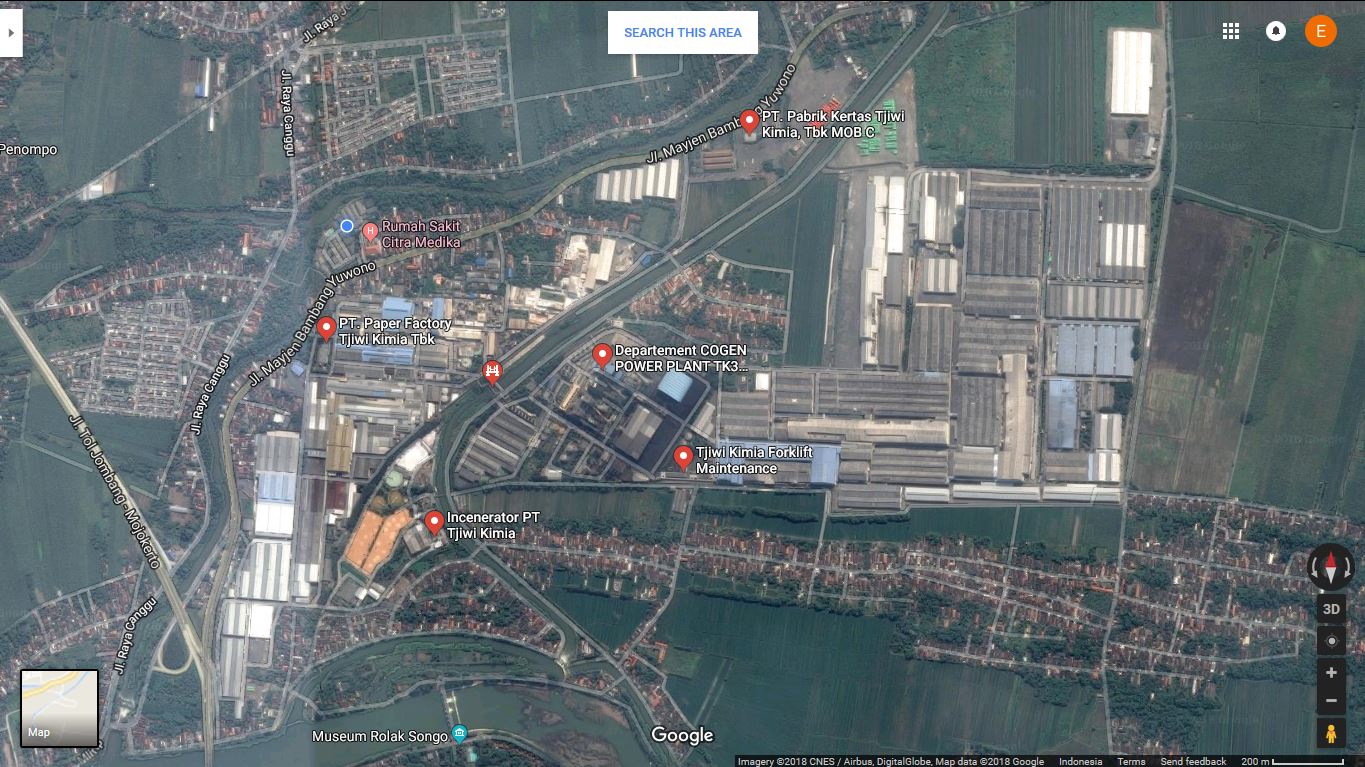 SEARCH THIS AREA
E
Jl. Raya J
Jl. Raya Canggu
Jl. Mayjen Bambang Yuwono
PT. Pabrik Kertas Tjiwi
Kimia, Tbk MOB C
Penompo
H
Rumah Sakit
Citra Medika
Jl. Mayjen Bambang Yuwono
PT. Paper Factory
Tjiwi Kimia Tbk
Departement COGEN
POWER PLANT TK3...
Jl. Raya Canggu
Jl. Tol Jombang - Mojokerto
Tjiwi Kimia Forklift
Maintenance
Incenerator PT
Tjiwi Kimia
Jl. Raya Canggu
3D
Map
Museum Rolak Songo
Google
Imagery ©2018 CNES / Airbus, DigitalGlobe, Map data ©2018 Google Indonesia Terms Send feedback 200 m